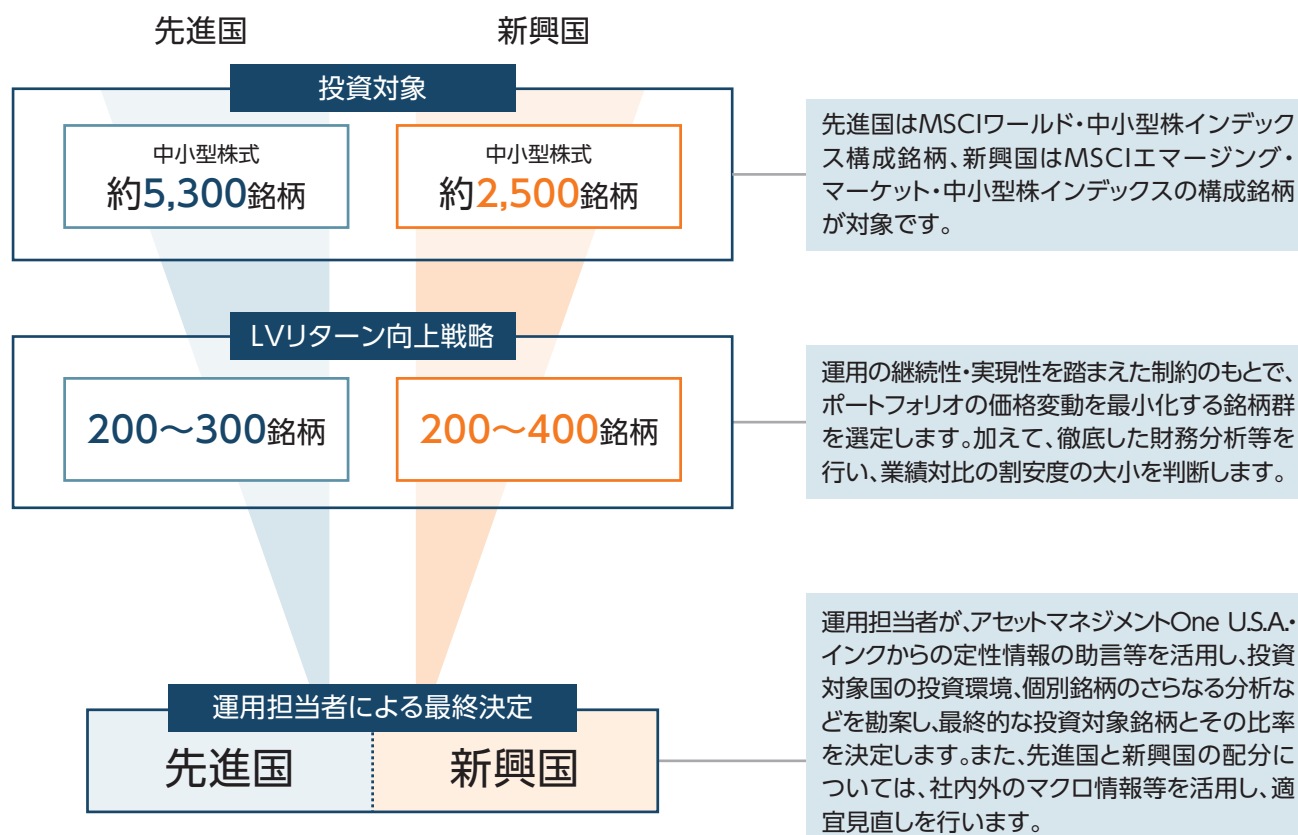 先進国
新興国
投資対象
中小型株式
約5,300銘柄
中小型株式
約2,500銘柄
先進国はMSCIワールド・中小型株インデック
ス構成銘柄、新興国はMSCIエマージング・
マーケット・中小型株インデックスの構成銘柄
が対象です。
LVリターン向上戦略
200〜300銘柄
200〜400銘柄
運用の継続性・実現性を踏まえた制約のもとで、
ポートフォリオの価格変動を最小化する銘柄群
を選定します。加えて、徹底した財務分析等を
行い、業績対比の割安度の大小を判断します。
運用担当者による最終決定
先進国
新興国
運用担当者が、アセットマネジメントOne U.S.A.・
インクからの定性情報の助言等を活用し、投資
対象国の投資環境、個別銘柄のさらなる分析な
どを勘案し、最終的な投資対象銘柄とその比率
を決定します。また、先進国と新興国の配分に
ついては、社内外のマクロ情報等を活用し、適
宜見直しを行います。